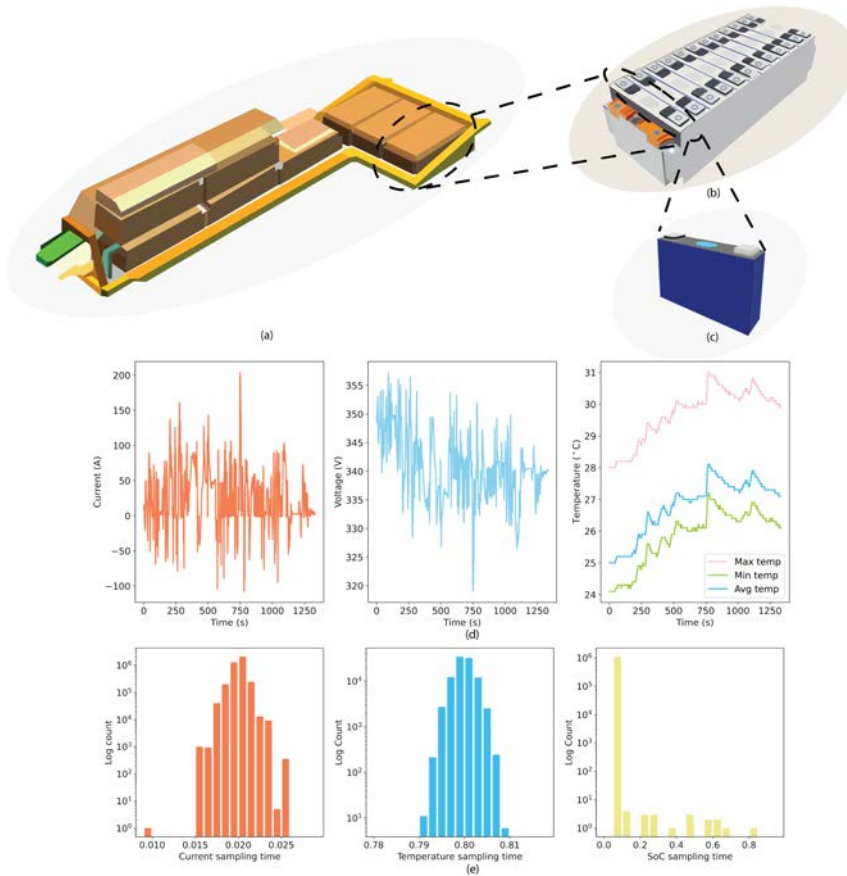 (b)
(c)
(a)
200
150
100
50
0
−50
−100
Current (A)
0 250 500 750 1000 1250
Time (s)
355
350
345
340
335
330
325
320
Voltage (V)
0 250 500 750 1000 1250
Time (s)
31
30
29
28
27
26
25
24
Temperature (°C)
Max temp
Min temp
Avg temp
0 250 500 750 1000 1250
Time (s)
(d)
10⁶
10⁵
10⁴
10³
10²
10¹
10⁰
Log count
0.010 0.015 0.020 0.025
Current sampling time
10⁴
10³
10²
10¹
Log Count
0.78 0.79 0.80 0.81
Temperature sampling time
10⁶
10⁵
10⁴
10³
10²
10¹
10⁰
Log Count
0.0 0.2 0.4 0.6 0.8
SoC sampling time
(e)